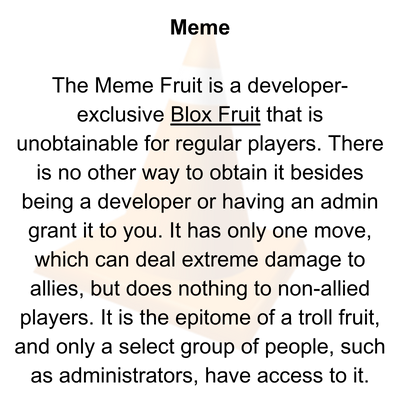 Meme
The Meme Fruit is a developer-
exclusive Blox Fruit that is
unobtainable for regular players. There
is no other way to obtain it besides
being a developer or having an admin
grant it to you. It has only one move,
which can deal extreme damage to
allies, but does nothing to non-allied
players. It is the epitome of a troll fruit,
and only a select group of people, such
as administrators, have access to it.